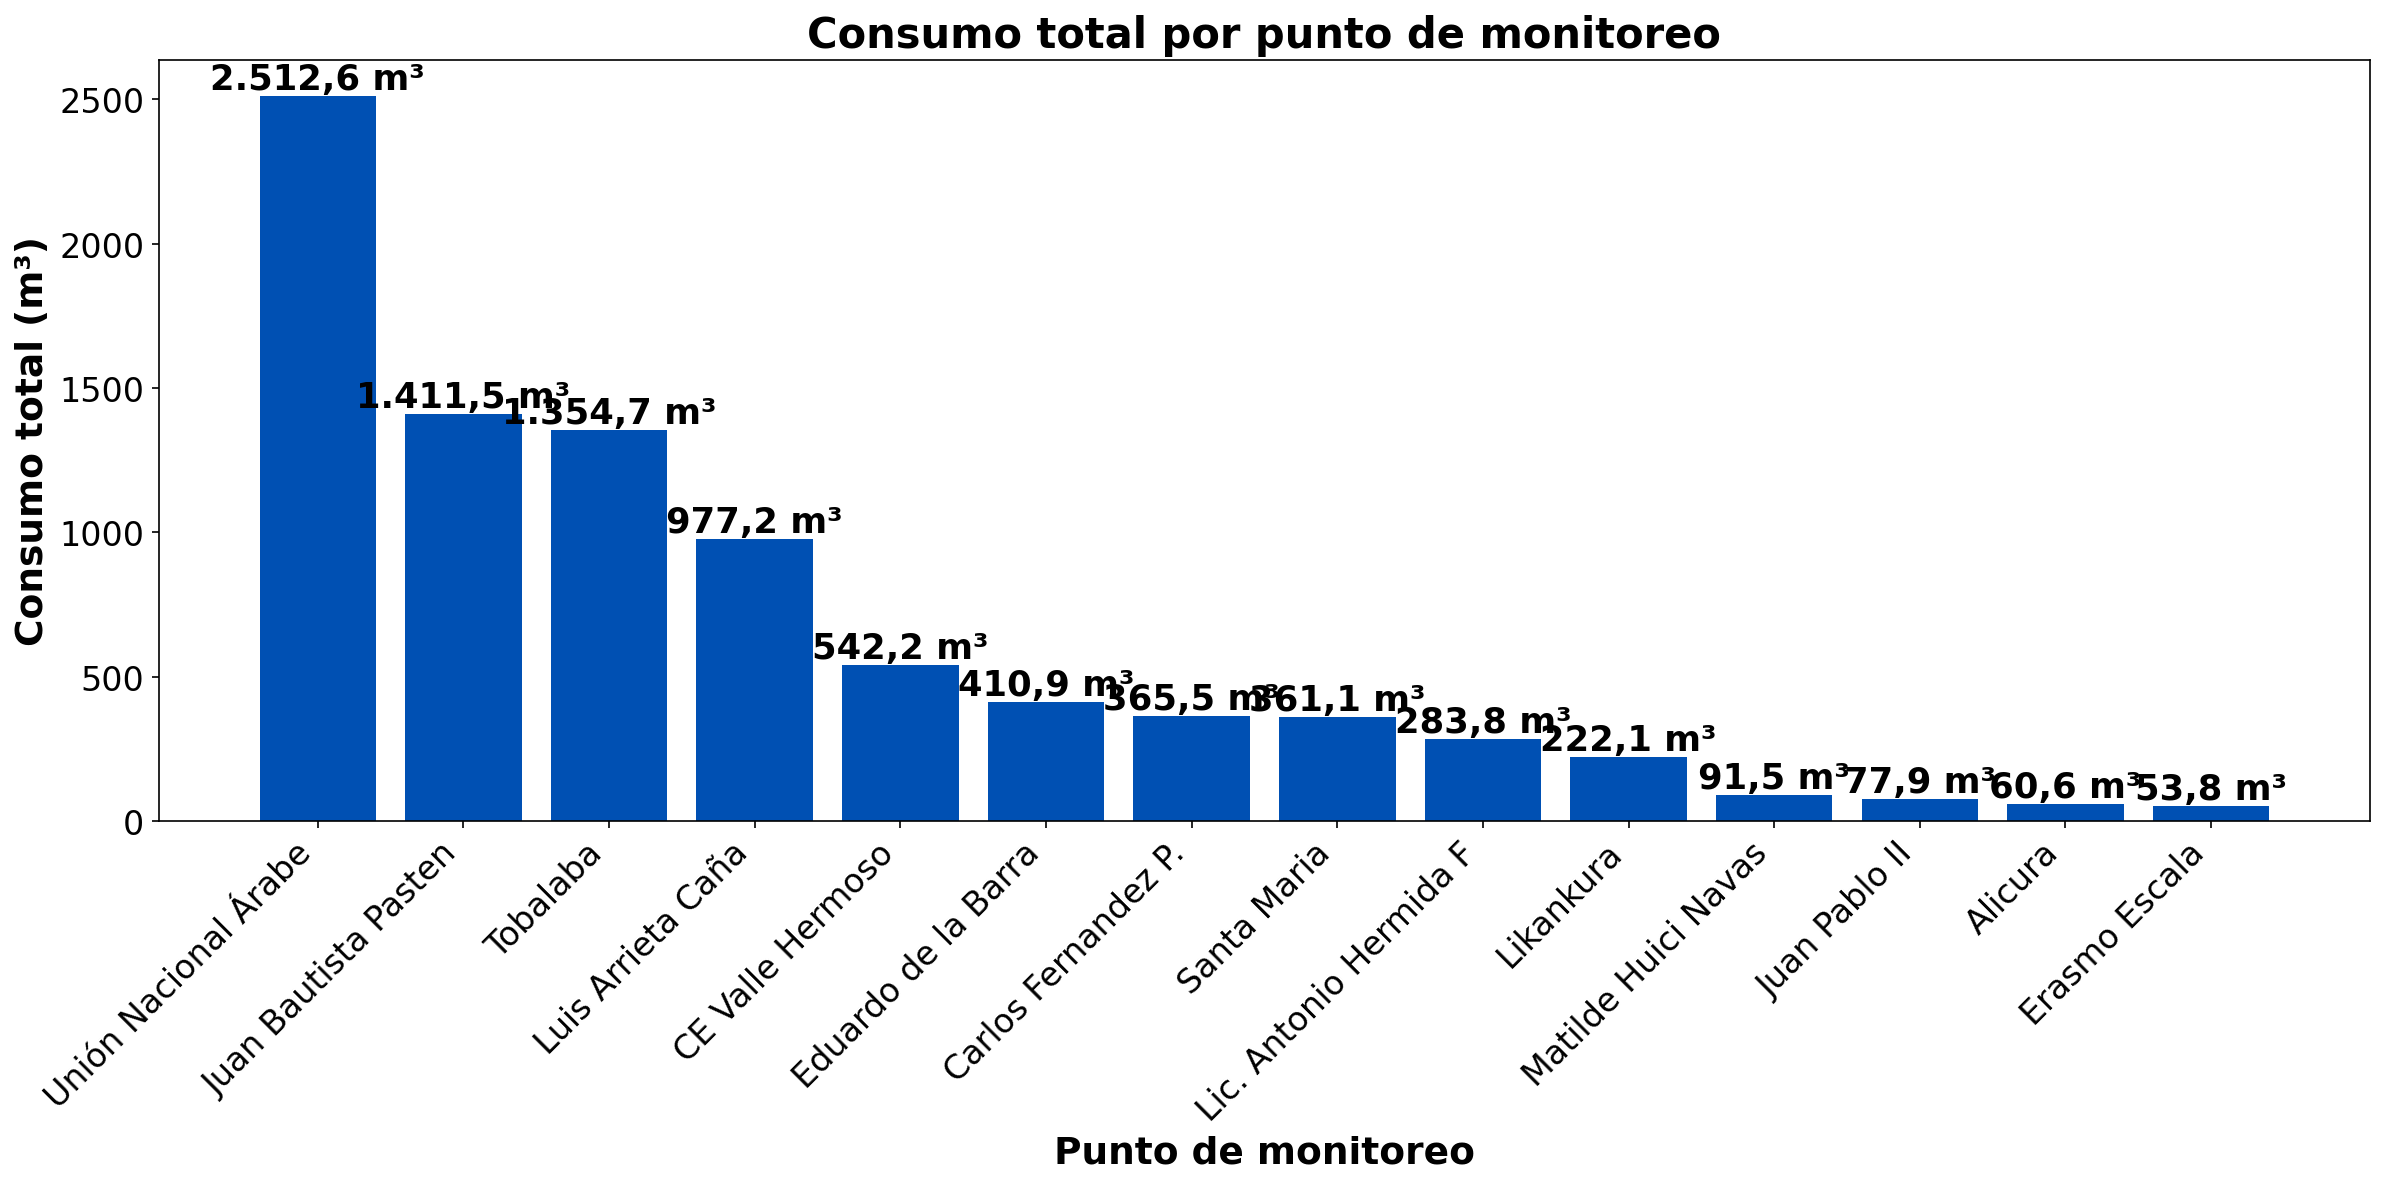 Consumo total por punto de monitoreo
Consumo total (m³)
2500
2000
1500
1000
500
0
2.512,6 m³
1.411,5 m³
1.354,7 m³
977,2 m³
542,2 m³
410,9 m³
365,5 m³
361,1 m³
283,8 m³
222,1 m³
91,5 m³
77,9 m³
60,6 m³
53,8 m³
Unión Nacional Árabe
Juan Bautista Pasten
Tobalaba
Luis Arrieta Caña
CE Valle Hermoso
Eduardo de la Barra
Carlos Fernandez P.
Santa Maria
Lic. Antonio Hermida F
Likankura
Matilde Huici Navas
Juan Pablo II
Alicura
Erasmo Escala
Punto de monitoreo